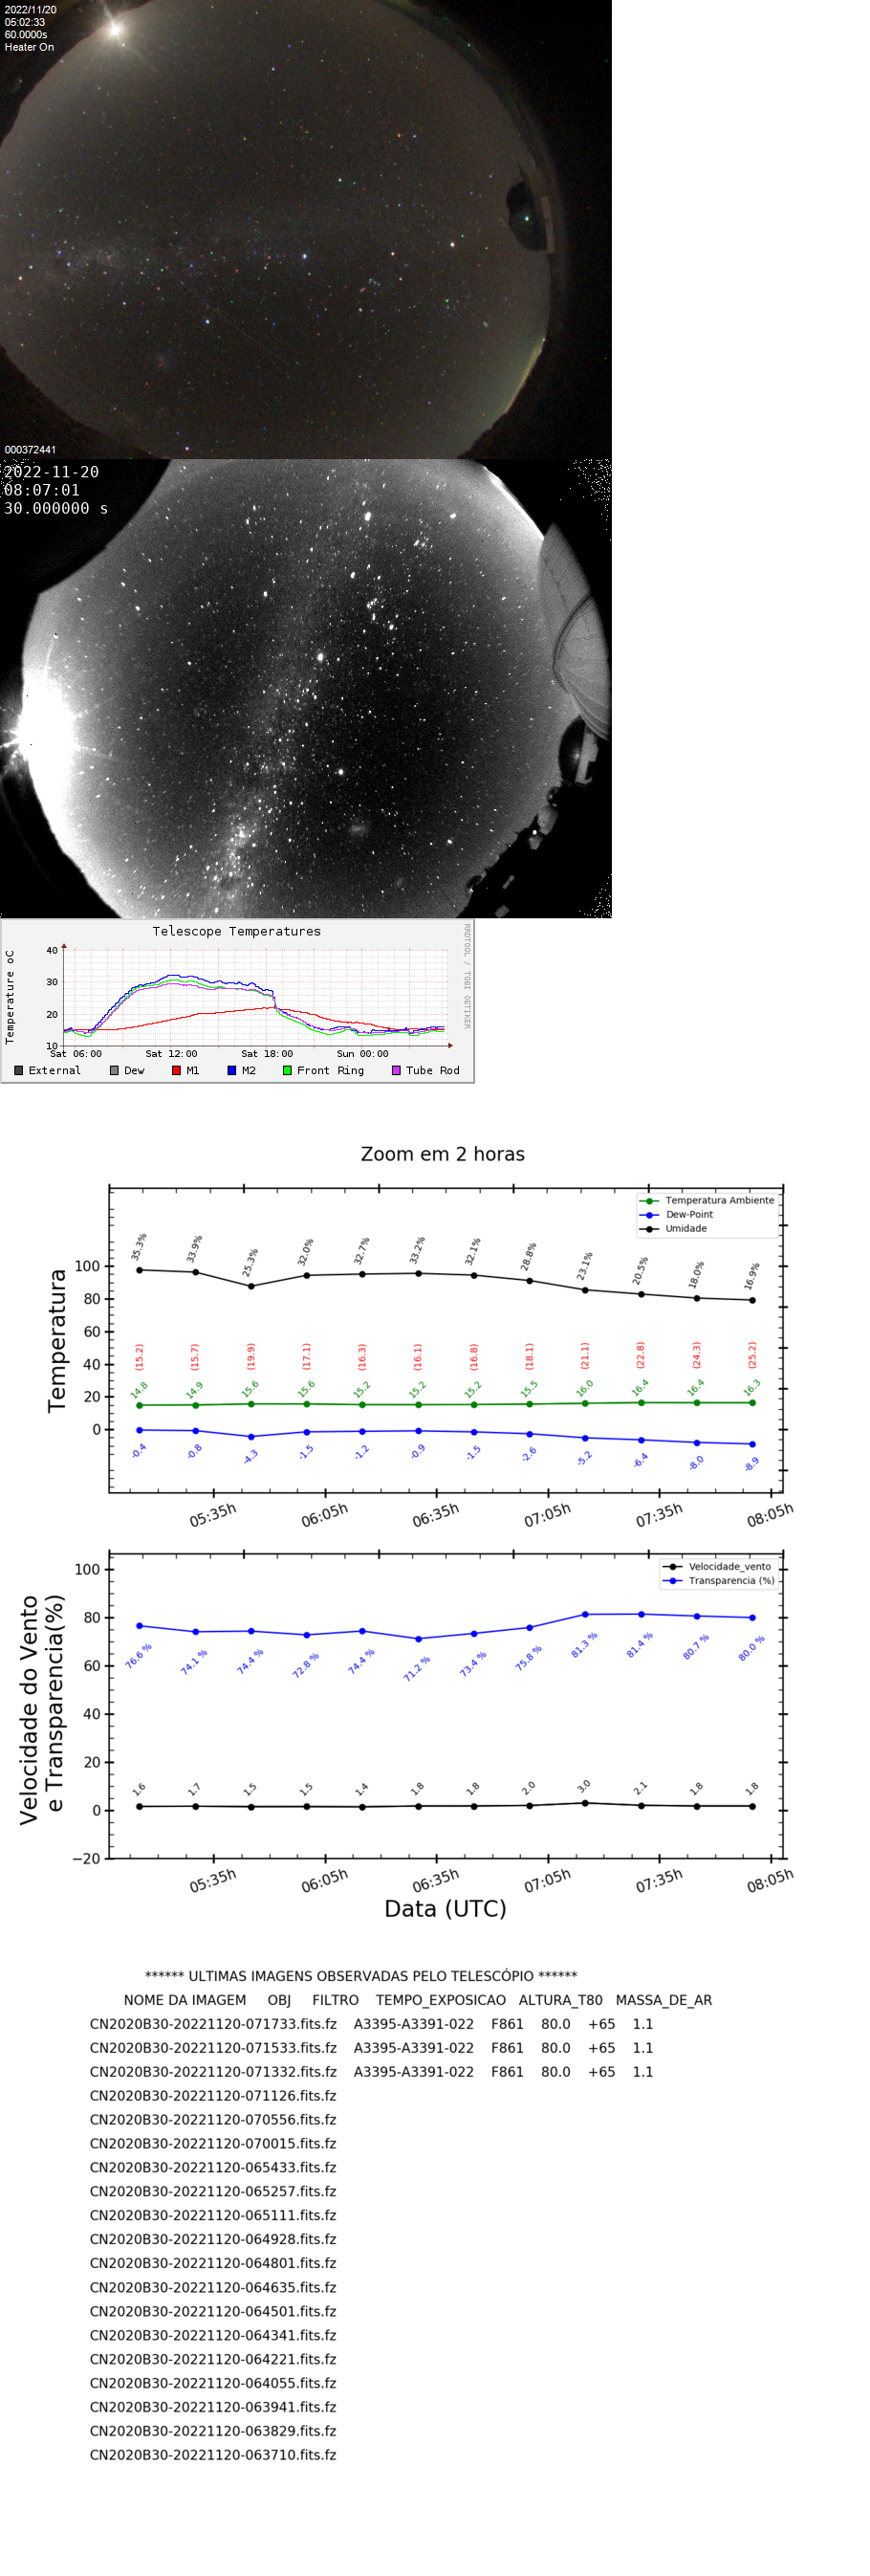 2022/11/20
05:02:33
60.0000s
Heater On
000372441
2022-11-20
08:07:01
30.000000 s
Telescope Temperatures
RRDTOOL / TOBI OETIKER
Temperature oC
40
30
20
10
Sat 06:00 Sat 12:00 Sat 18:00 Sun 00:00
External Dew M1 M2 Front Ring Tube Rod
Zoom em 2 horas
Temperatura Ambiente
Dew-Point
Umidade
Temperatura
100
80
60
40
20
0
35.3% 33.9% 25.3% 32.0% 32.7% 33.2% 32.1% 28.8% 23.1% 20.5% 18.0% 16.9%
(15.2) (15.7) (19.9) (17.1) (16.3) (16.1) (16.8) (18.1) (21.1) (22.8) (24.3) (25.2)
14.8 14.9 15.6 15.6 15.2 15.2 15.2 15.5 16.0 16.4 16.4 16.3
-0.4 -0.8 -4.3 -1.5 -1.2 -0.9 -1.5 -2.6 -5.2 -6.4 -8.0 -8.9
05:35h 06:05h 06:35h 07:05h 07:35h 08:05h
Velocidade_vento
Transparencia (%)
Velocidade do Vento
e Transparencia(%)
100
80
60
40
20
0
−20
76.6 % 74.1 % 74.4 % 72.8 % 74.4 % 71.2 % 73.4 % 75.8 % 81.3 % 81.4 % 80.7 % 80.0 %
1.6 1.7 1.5 1.5 1.4 1.8 1.8 2.0 3.0 2.1 1.8 1.8
05:35h 06:05h 06:35h 07:05h 07:35h 08:05h
Data (UTC)
****** ULTIMAS IMAGENS OBSERVADAS PELO TELESCÓPIO ******
NOME DA IMAGEM OBJ FILTRO TEMPO_EXPOSICAO ALTURA_T80 MASSA_DE_AR
CN2020B30-20221120-071733.fits.fz A3395-A3391-022 F861 80.0 +65 1.1
CN2020B30-20221120-071533.fits.fz A3395-A3391-022 F861 80.0 +65 1.1
CN2020B30-20221120-071332.fits.fz A3395-A3391-022 F861 80.0 +65 1.1
CN2020B30-20221120-071126.fits.fz
CN2020B30-20221120-070556.fits.fz
CN2020B30-20221120-070015.fits.fz
CN2020B30-20221120-065433.fits.fz
CN2020B30-20221120-065257.fits.fz
CN2020B30-20221120-065111.fits.fz
CN2020B30-20221120-064928.fits.fz
CN2020B30-20221120-064801.fits.fz
CN2020B30-20221120-064635.fits.fz
CN2020B30-20221120-064501.fits.fz
CN2020B30-20221120-064341.fits.fz
CN2020B30-20221120-064221.fits.fz
CN2020B30-20221120-064055.fits.fz
CN2020B30-20221120-063941.fits.fz
CN2020B30-20221120-063829.fits.fz
CN2020B30-20221120-063710.fits.fz